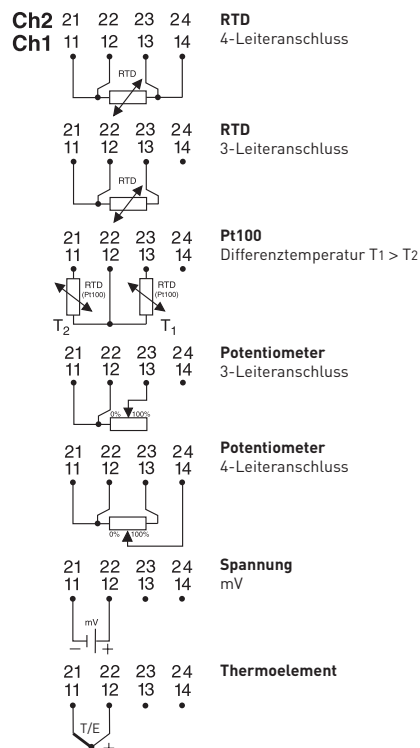 Ch2 21 22 23 24 RTD
Ch1 11 12 13 14 4-Leiteranschluss
RTD
21 22 23 24 RTD
11 12 13 14 3-Leiteranschluss
RTD
21 22 23 24 Pt100
11 12 13 14 Differenztemperatur T1 > T2
RTD RTD
(Pt100) (Pt100)
T2 T1
21 22 23 24 Potentiometer
11 12 13 14 3-Leiteranschluss
0% 100%
21 22 23 24 Potentiometer
11 12 13 14 4-Leiteranschluss
0% 100%
21 22 23 24 Spannung
11 12 13 14 mV
mV
− +
21 22 23 24 Thermoelement
11 12 13 14
T/E
+